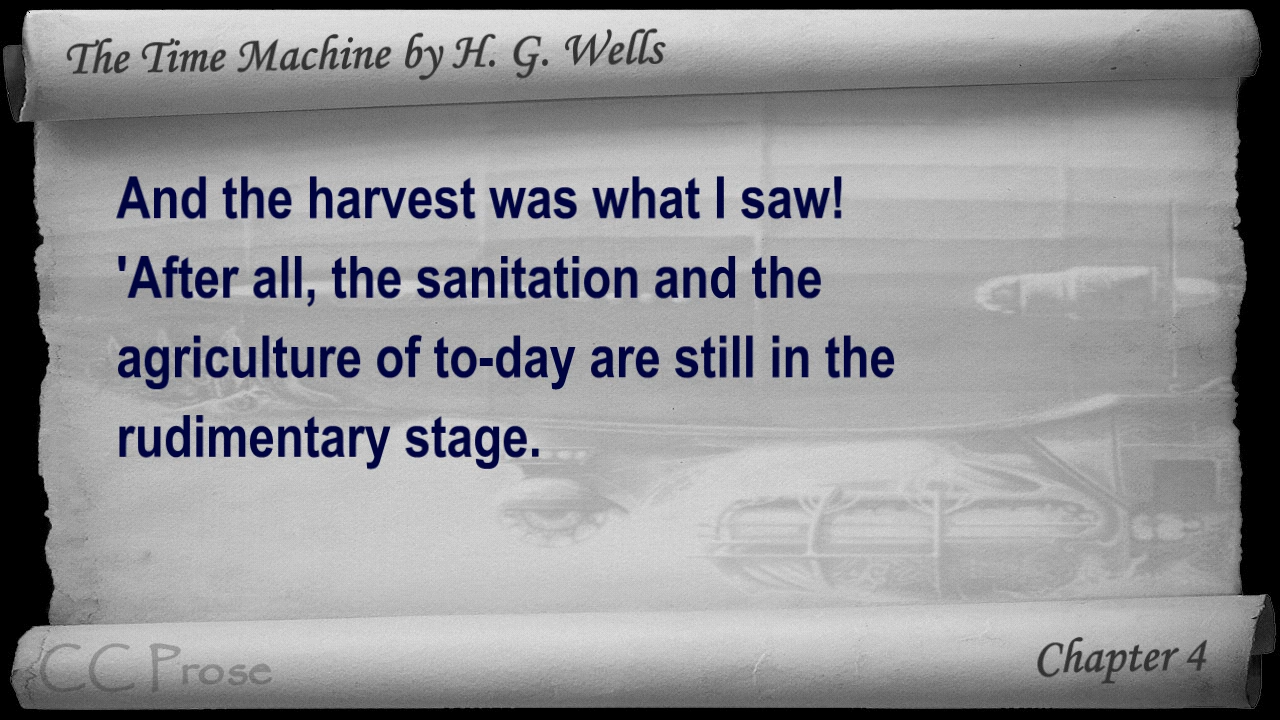 The Time Machine by H. G. Wells
And the harvest was what I saw!
'After all, the sanitation and the
agriculture of to-day are still in the
rudimentary stage.
CC Prose
Chapter 4